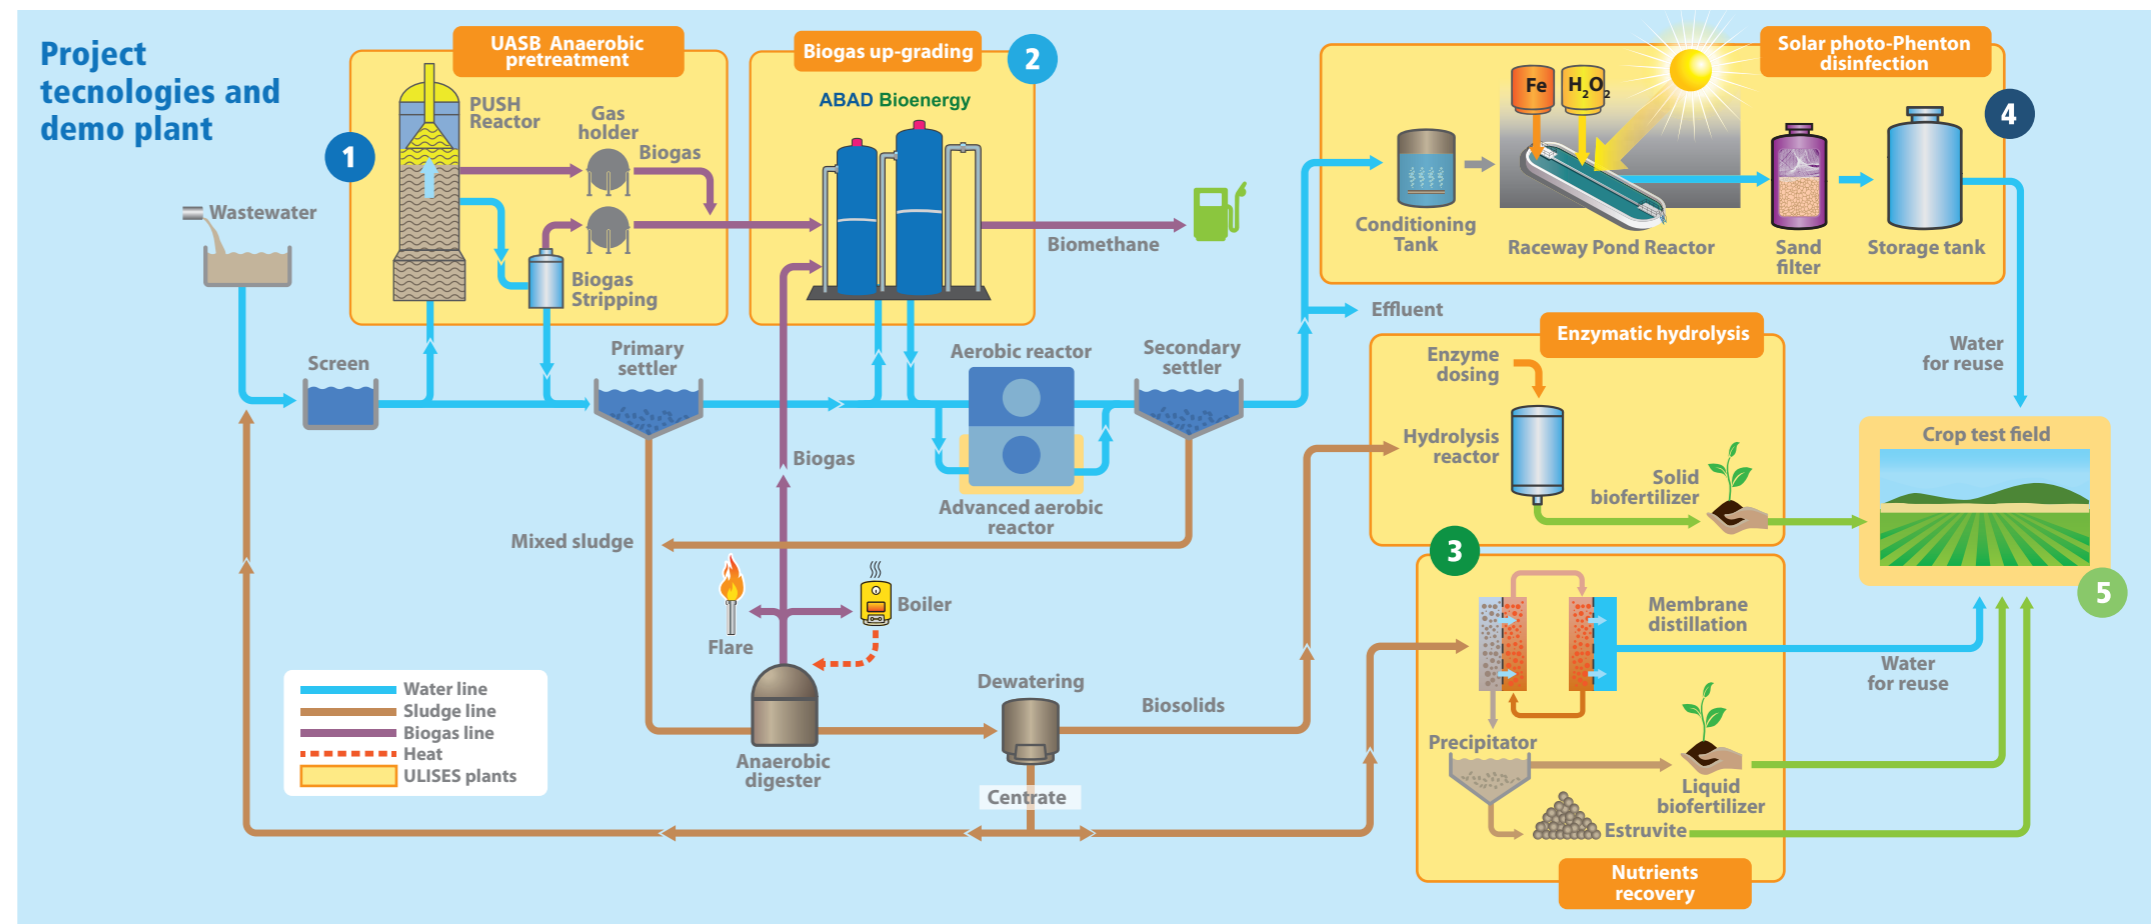 Project
tecnologies and
demo plant
UASB Anaerobic
pretreatment
1
PUSH
Reactor
Gas
holder
Biogas
Biogas
Stripping
Wastewater
Screen
Biogas up-grading
2
ABAD Bioenergy
Biomethane
Primary
settler
Aerobic reactor
Advanced aerobic
reactor
Secondary
settler
Effluent
Solar photo-Phenton
disinfection
4
Fe
H2O2
Conditioning
Tank
Raceway Pond Reactor
Sand
filter
Storage tank
Water
for reuse
Enzymatic hydrolysis
Enzyme
dosing
Hydrolysis
reactor
Solid
biofertilizer
Crop test field
5
3
Membrane
distillation
Water
for reuse
Precipitator
Liquid
biofertilizer
Estruvite
Nutrients
recovery
Biogas
Mixed sludge
Flare
Boiler
Anaerobic
digester
Dewatering
Biosolids
Centrate
Water line
Sludge line
Biogas line
Heat
ULISES plants